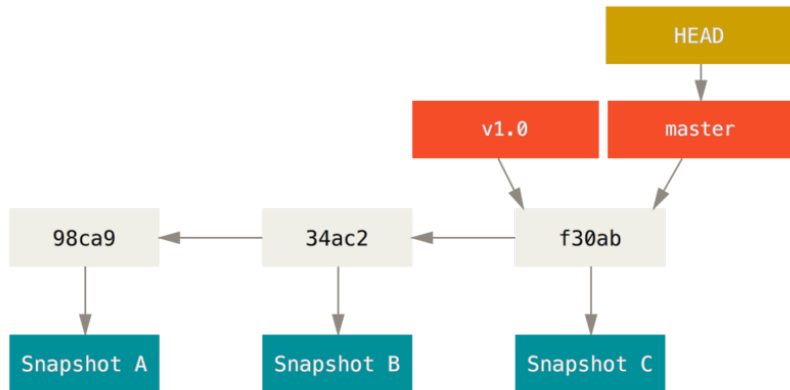 HEAD
v1.0
master
98ca9
34ac2
f30ab
Snapshot A
Snapshot B
Snapshot C